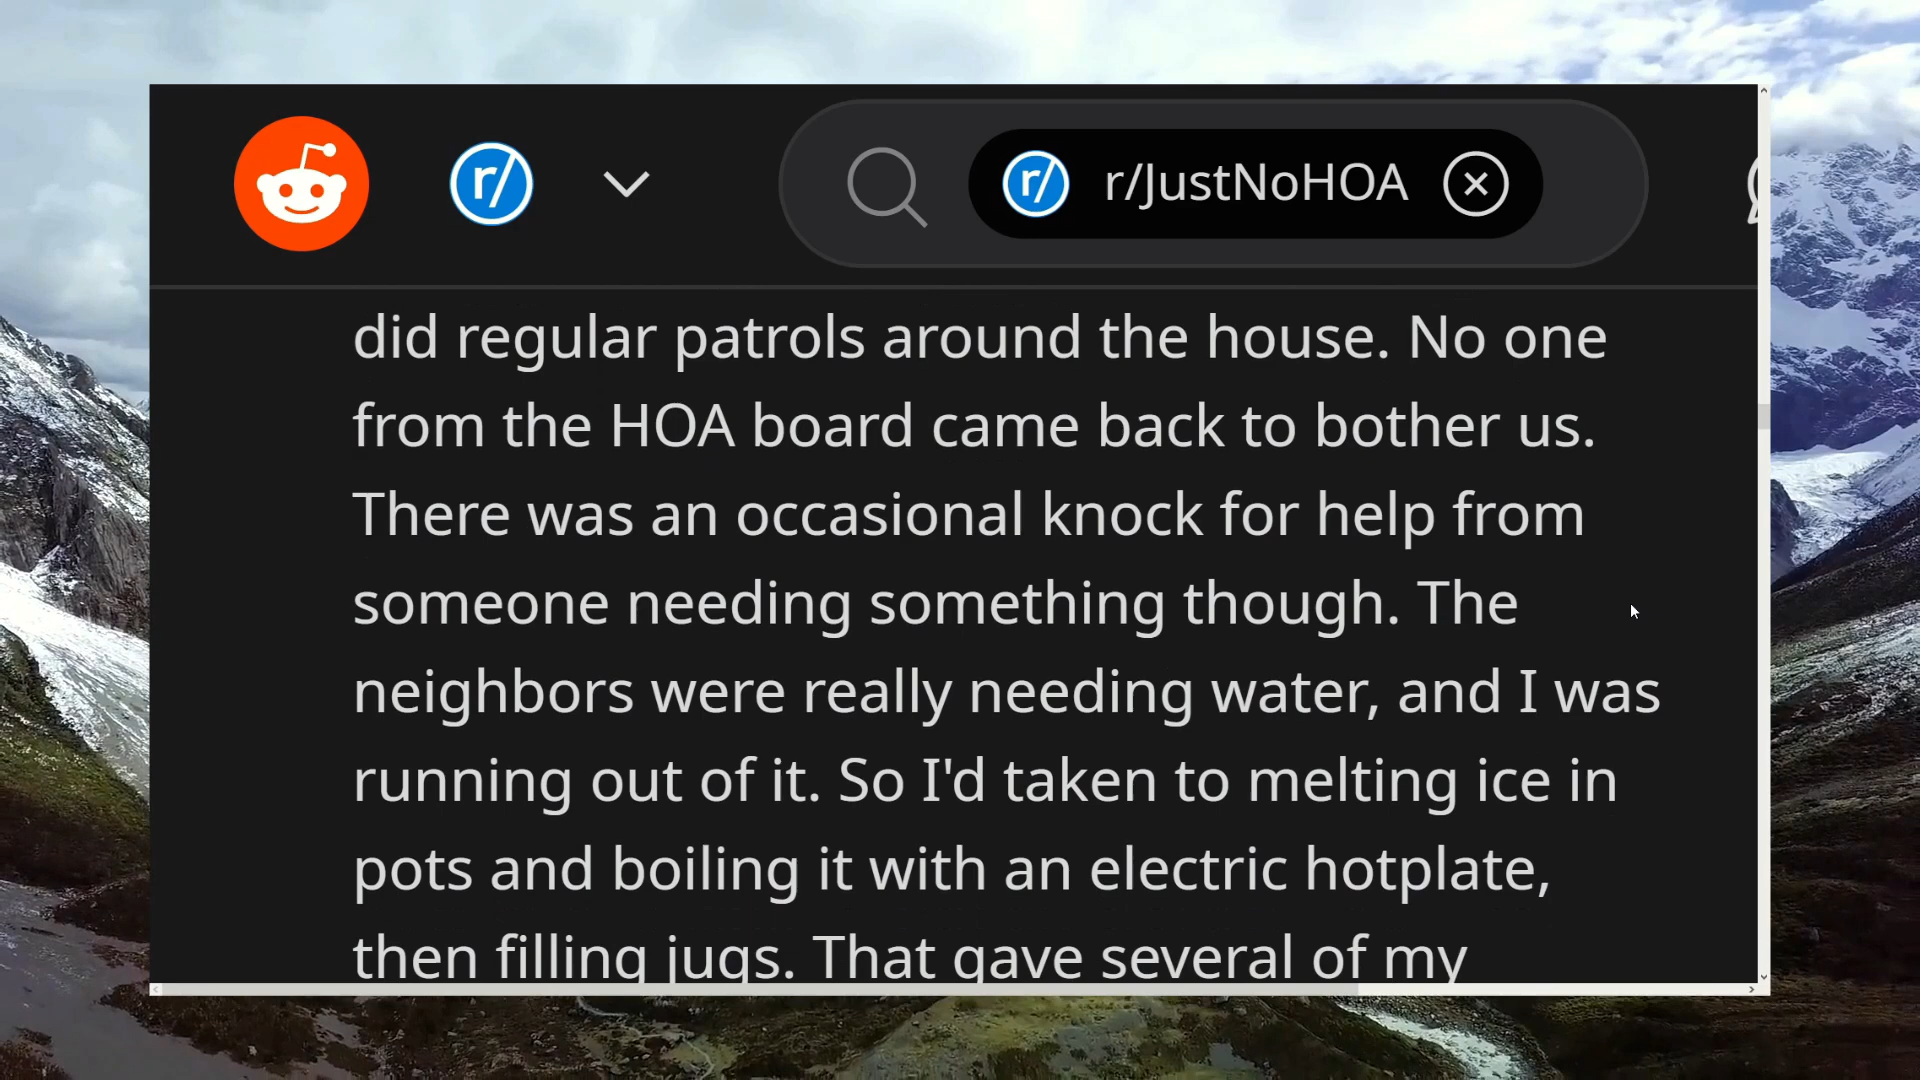 r/
r/ r/JustNoHOA
did regular patrols around the house. No one
from the HOA board came back to bother us.
There was an occasional knock for help from
someone needing something though. The
neighbors were really needing water, and I was
running out of it. So I'd taken to melting ice in
pots and boiling it with an electric hotplate,
then filling jugs. That gave several of my